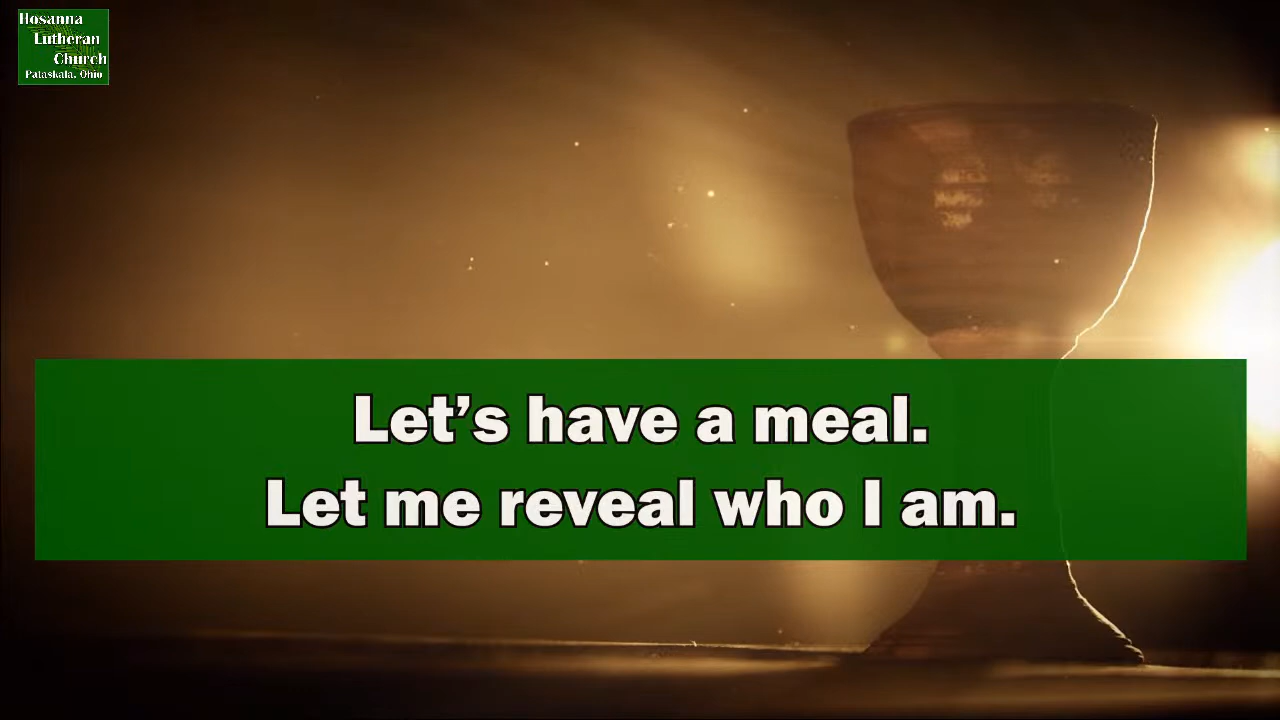 Hosanna
Lutheran
Church
Pataskala, Ohio
Let’s have a meal.
Let me reveal who I am.